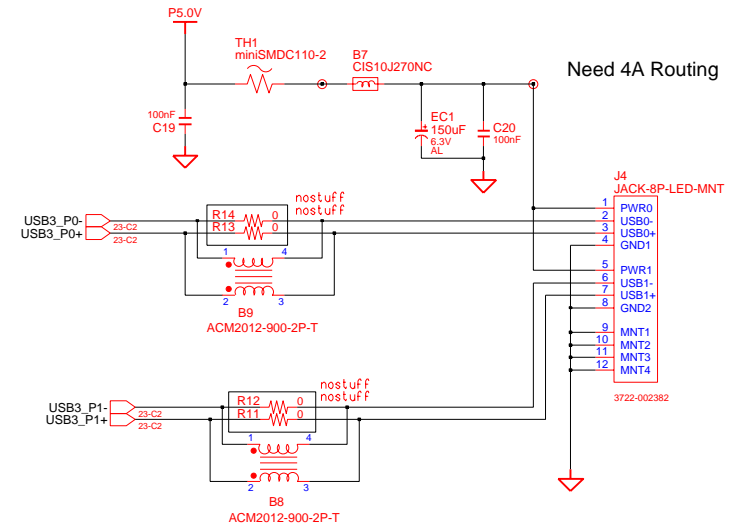 P5.0V
TH1
miniSMDC110-2
B7
CIS10J270NC
Need 4A Routing
100nF
C19
EC1
150uF
6.3V
AL
C20
100nF
J4
JACK-8P-LED-MNT
1 PWR0
2 USB0-
3 USB0+
4 GND1
5 PWR1
6 USB1-
7 USB1+
8 GND2
9 MNT1
10 MNT2
11 MNT3
12 MNT4
3722-002382
nostuff
nostuff
USB3_P0- 23-C2 R14 0
USB3_P0+ 23-C2 R13 0
1 4
2 3
B9
ACM2012-900-2P-T
nostuff
nostuff
USB3_P1- 23-C2 R12 0
USB3_P1+ 23-C2 R11 0
1 4
2 3
B8
ACM2012-900-2P-T